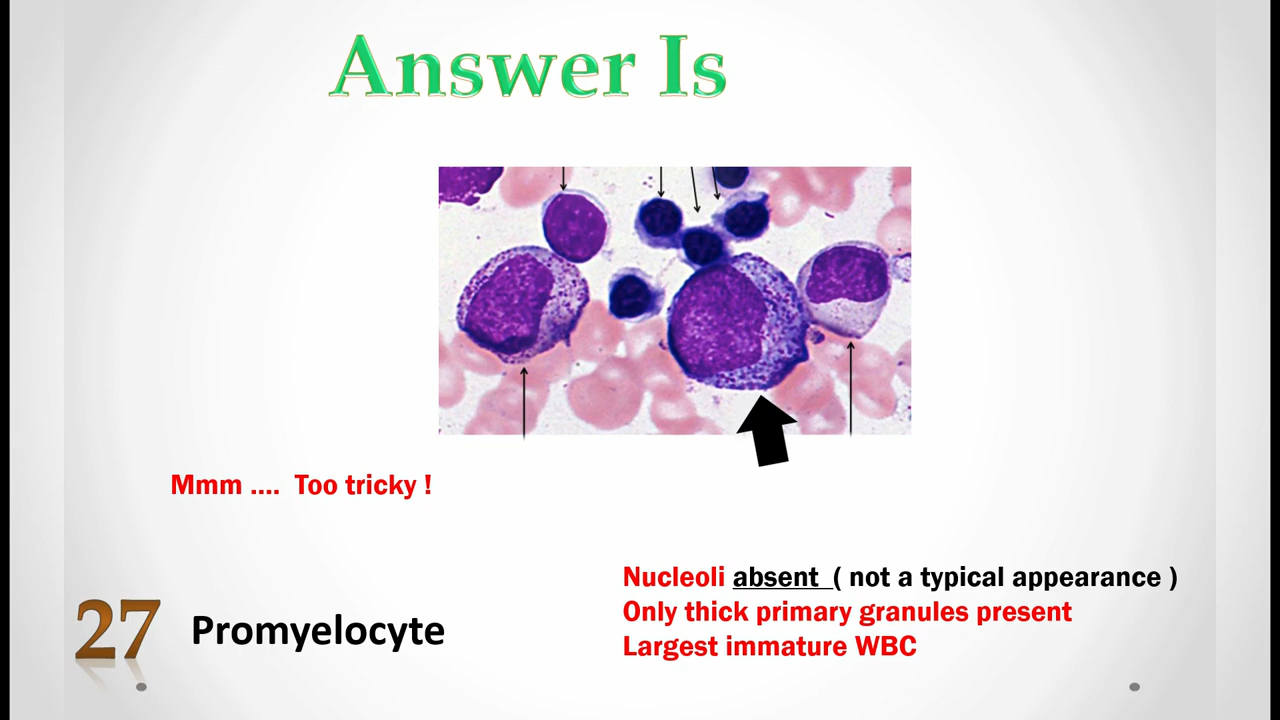 Answer Is
Mmm .... Too tricky !
Nucleoli absent ( not a typical appearance )
Only thick primary granules present
Largest immature WBC
27 Promyelocyte